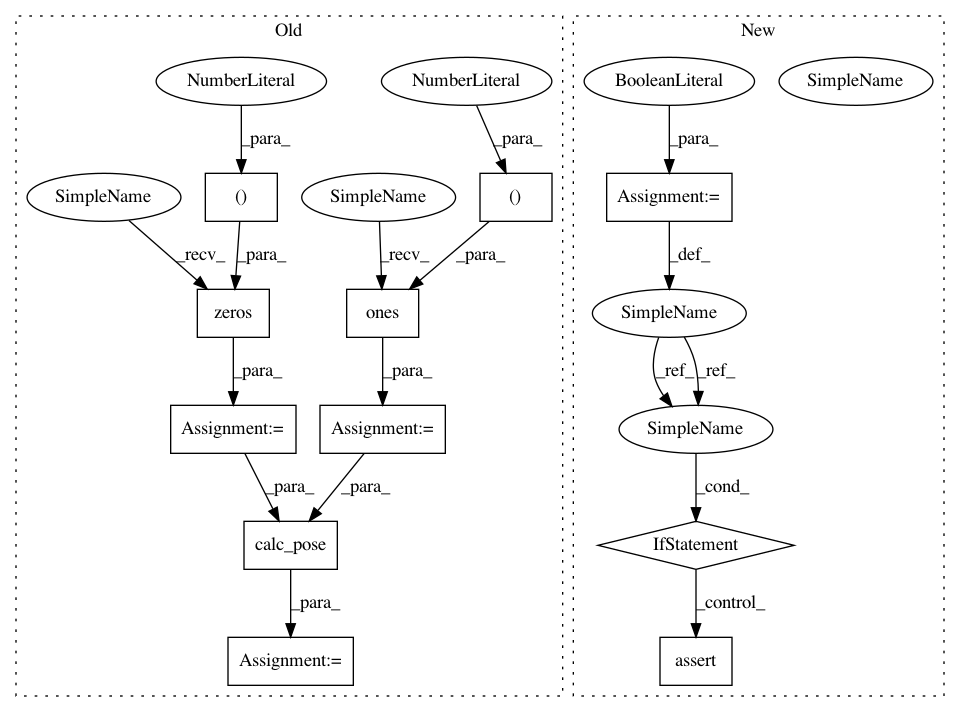 Old
New
NumberLiteral
NumberLiteral
BooleanLiteral
SimpleName
_para_
_para_
_para_
SimpleName
()
SimpleName
()
Assignment:=
_recv_
_para_
_recv_
_para_
_def_
zeros
ones
SimpleName
_para_
_para_
_ref_
_ref_
Assignment:=
Assignment:=
SimpleName
_para_
_para_
_cond_
calc_pose
IfStatement
_para_
_control_
Assignment:=
assert